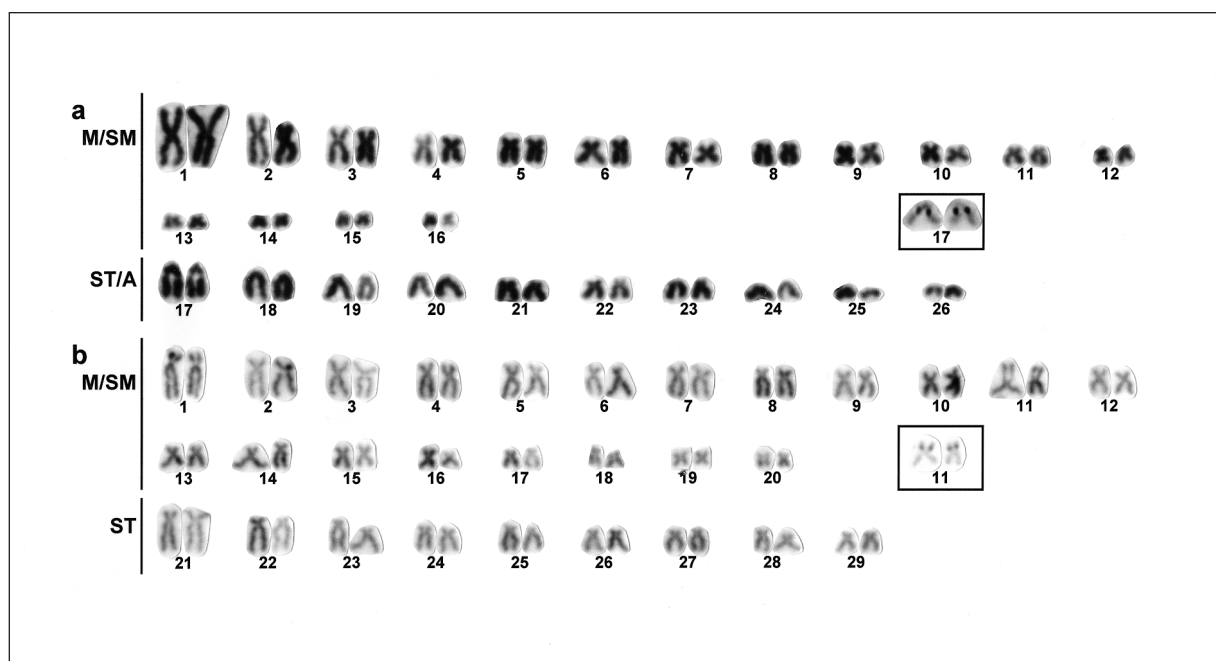 a
M/SM
1 2 3 4 5 6 7 8 9 10 11 12
13 14 15 16 17
ST/A
17 18 19 20 21 22 23 24 25 26
b
M/SM
1 2 3 4 5 6 7 8 9 10 11 12
13 14 15 16 17 18 19 20 11
ST
21 22 23 24 25 26 27 28 29